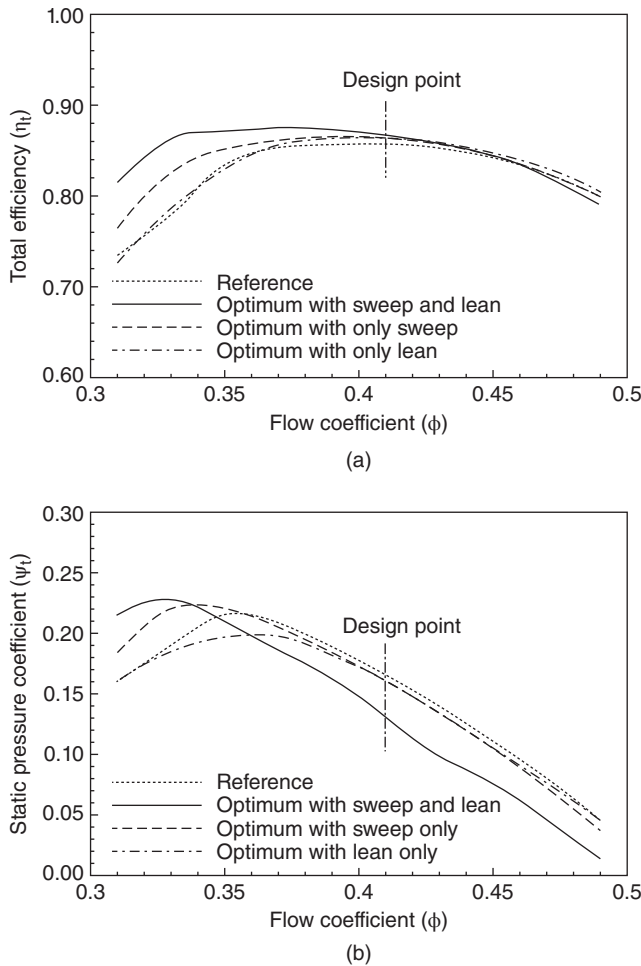 1.00
0.90
0.80
0.70
0.60
Total efficiency (ηt)
Design point
Reference
Optimum with sweep and lean
Optimum with only sweep
Optimum with only lean
0.3 0.35 0.4 0.45 0.5
Flow coefficient (ϕ)
(a)
0.30
0.25
0.20
0.15
0.10
0.05
0.00
Static pressure coefficient (ψt)
Design point
Reference
Optimum with sweep and lean
Optimum with sweep only
Optimum with lean only
0.3 0.35 0.4 0.45 0.5
Flow coefficient (ϕ)
(b)